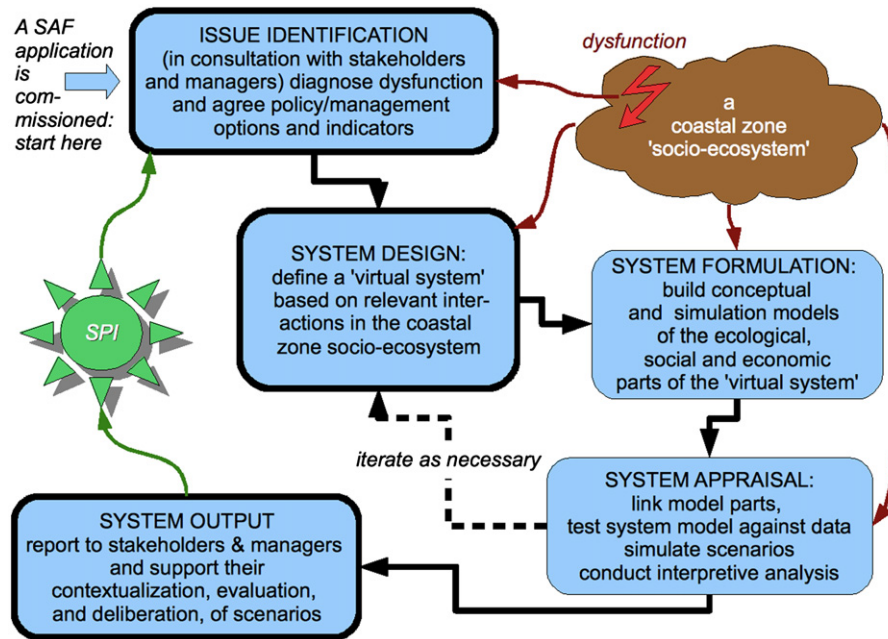 A SAF
application
is
com-
missioned:
start here
ISSUE IDENTIFICATION
(in consultation with stakeholders
and managers) diagnose dysfunction
and agree policy/management
options and indicators
dysfunction
a
coastal zone
'socio-ecosystem'
SYSTEM DESIGN:
define a 'virtual system'
based on relevant inter-
actions in the coastal
zone socio-ecosystem
SYSTEM FORMULATION:
build conceptual
and simulation models
of the ecological,
social and economic
parts of the 'virtual system'
SPI
iterate as necessary
SYSTEM APPRAISAL:
link model parts,
test system model against data
simulate scenarios
conduct interpretive analysis
SYSTEM OUTPUT
report to stakeholders & managers
and support their
contextualization, evaluation,
and deliberation, of scenarios